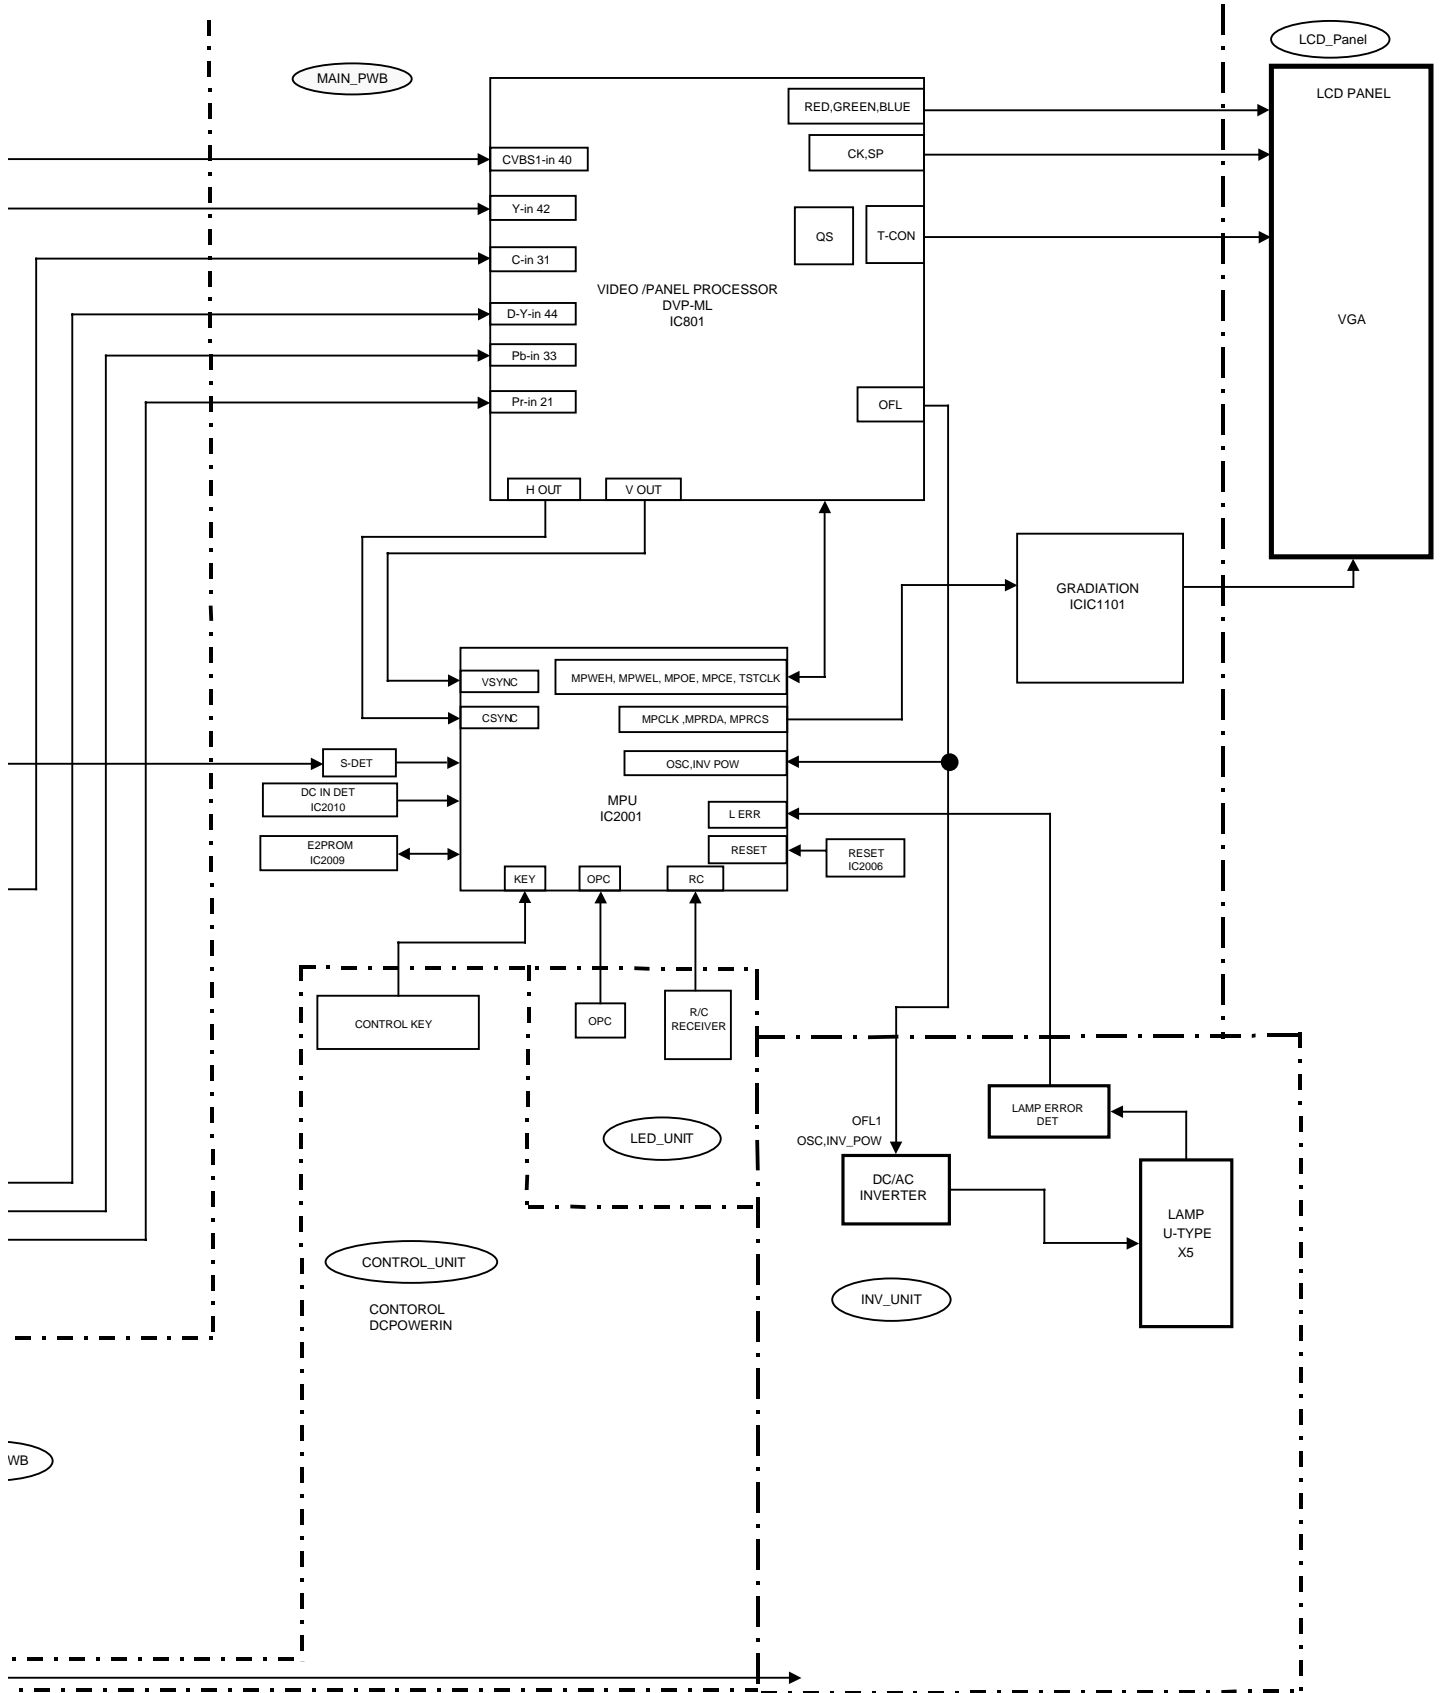 LCD_Panel
MAIN_PWB
LCD PANEL
RED,GREEN,BLUE
CK,SP
CVBS1-in 40
Y-in 42
QS
T-CON
C-in 31
VIDEO /PANEL PROCESSOR
DVP-ML
IC801
D-Y-in 44
VGA
Pb-in 33
Pr-in 21
OFL
H OUT
V OUT
GRADIATION
ICIC1101
VSYNC
MPWEH, MPWEL, MPOE, MPCE, TSTCLK
CSYNC
MPCLK ,MPRDA, MPRCS
S-DET
OSC,INV POW
DC IN DET
IC2010
MPU
IC2001
L ERR
E2PROM
IC2009
RESET
RESET
IC2006
KEY
OPC
RC
CONTROL KEY
OPC
R/C
RECEIVER
LAMP ERROR
DET
OFL1
OSC,INV_POW
LED_UNIT
DC/AC
INVERTER
LAMP
U-TYPE
X5
CONTROL_UNIT
INV_UNIT
CONTOROL
DCPOWERIN
WB